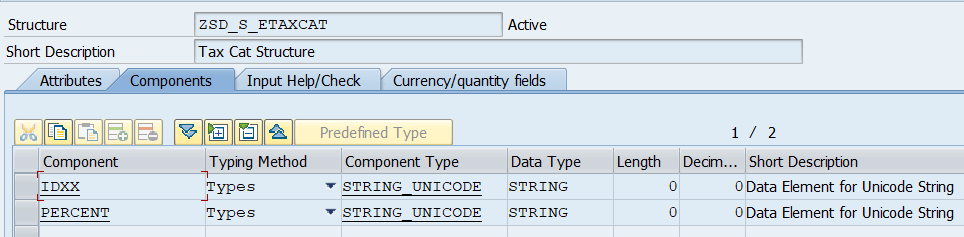 Structure ZSD_S_ETAXCAT Active
Short Description Tax Cat Structure
Attributes Components Input Help/Check Currency/quantity fields
Predefined Type 1 / 2
Component Typing Method Component Type Data Type Length Decim... Short Description
IDXX Types STRING_UNICODE STRING 0 0 Data Element for Unicode String
PERCENT Types STRING_UNICODE STRING 0 0 Data Element for Unicode String